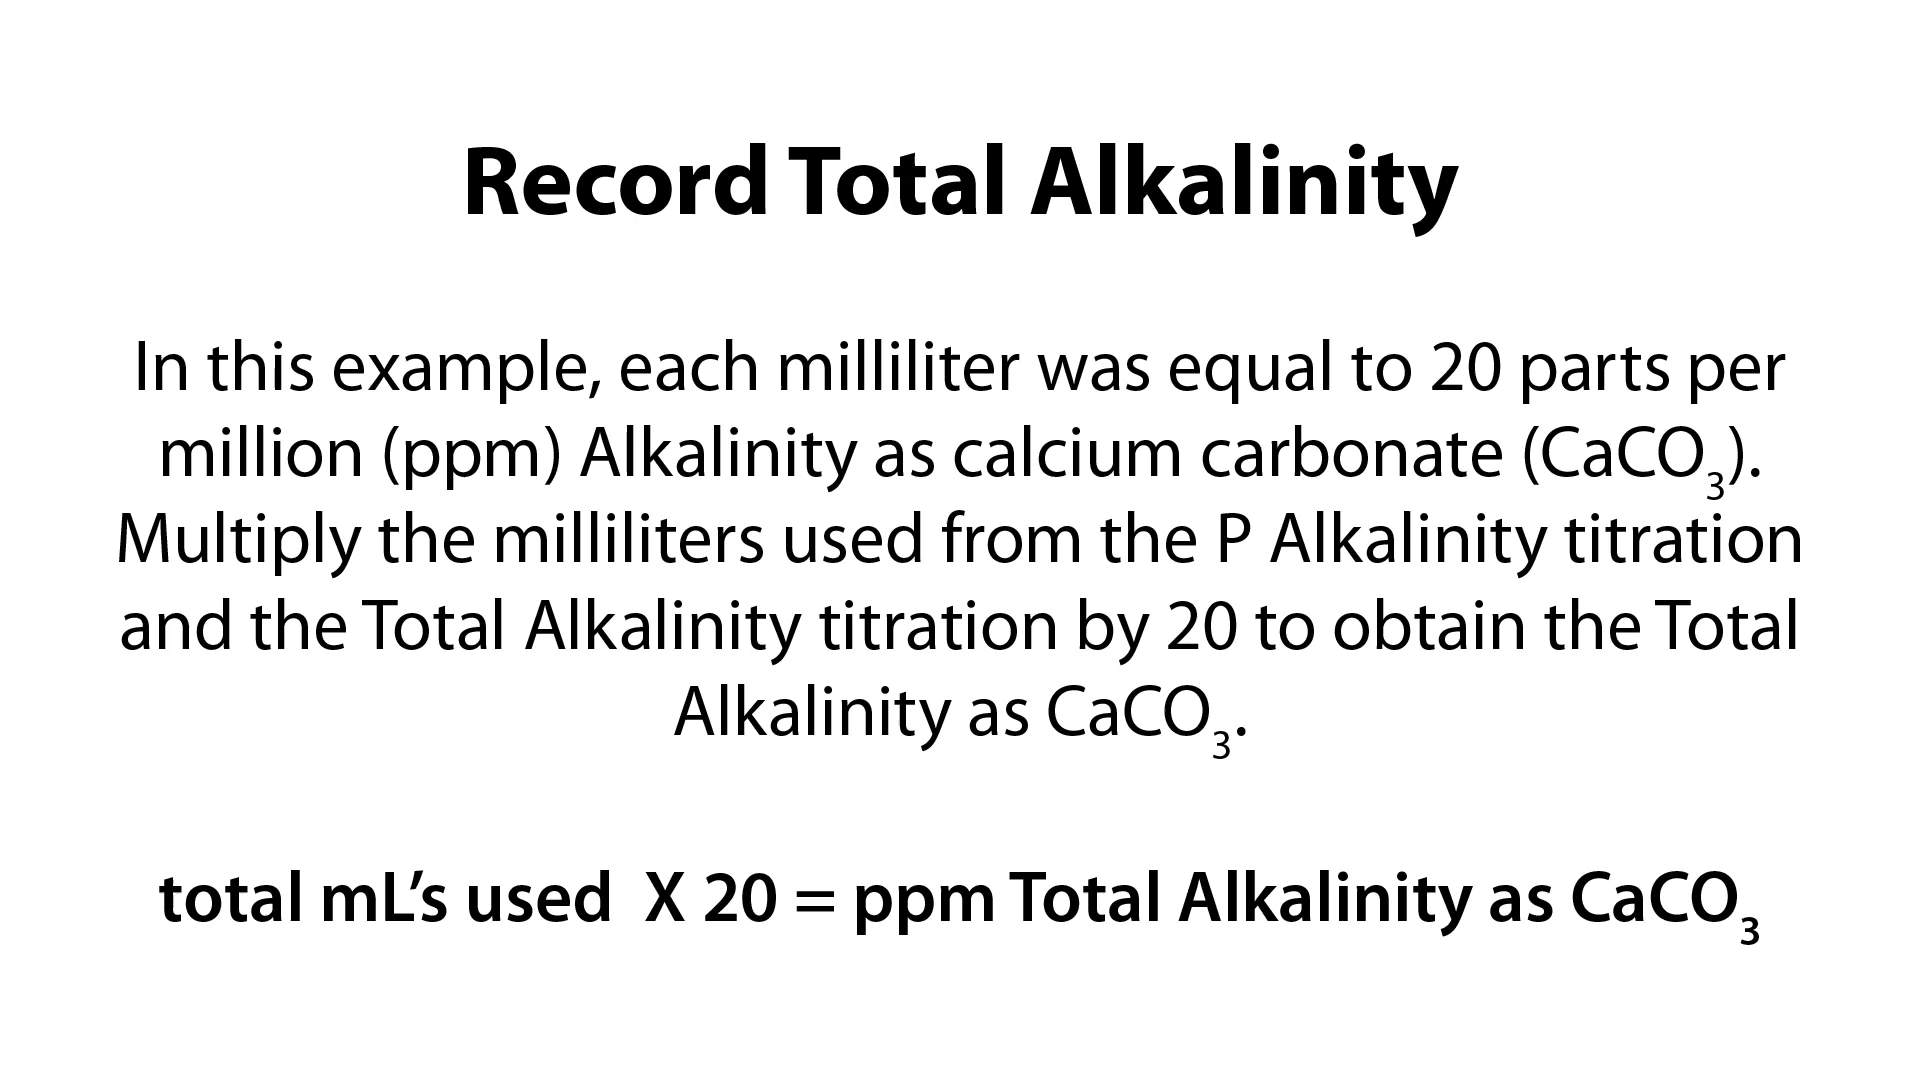 Record Total Alkalinity
In this example, each milliliter was equal to 20 parts per
million (ppm) Alkalinity as calcium carbonate (CaCO₃).
Multiply the milliliters used from the P Alkalinity titration
and the Total Alkalinity titration by 20 to obtain the Total
Alkalinity as CaCO₃.
total mL’s used X 20 = ppm Total Alkalinity as CaCO₃